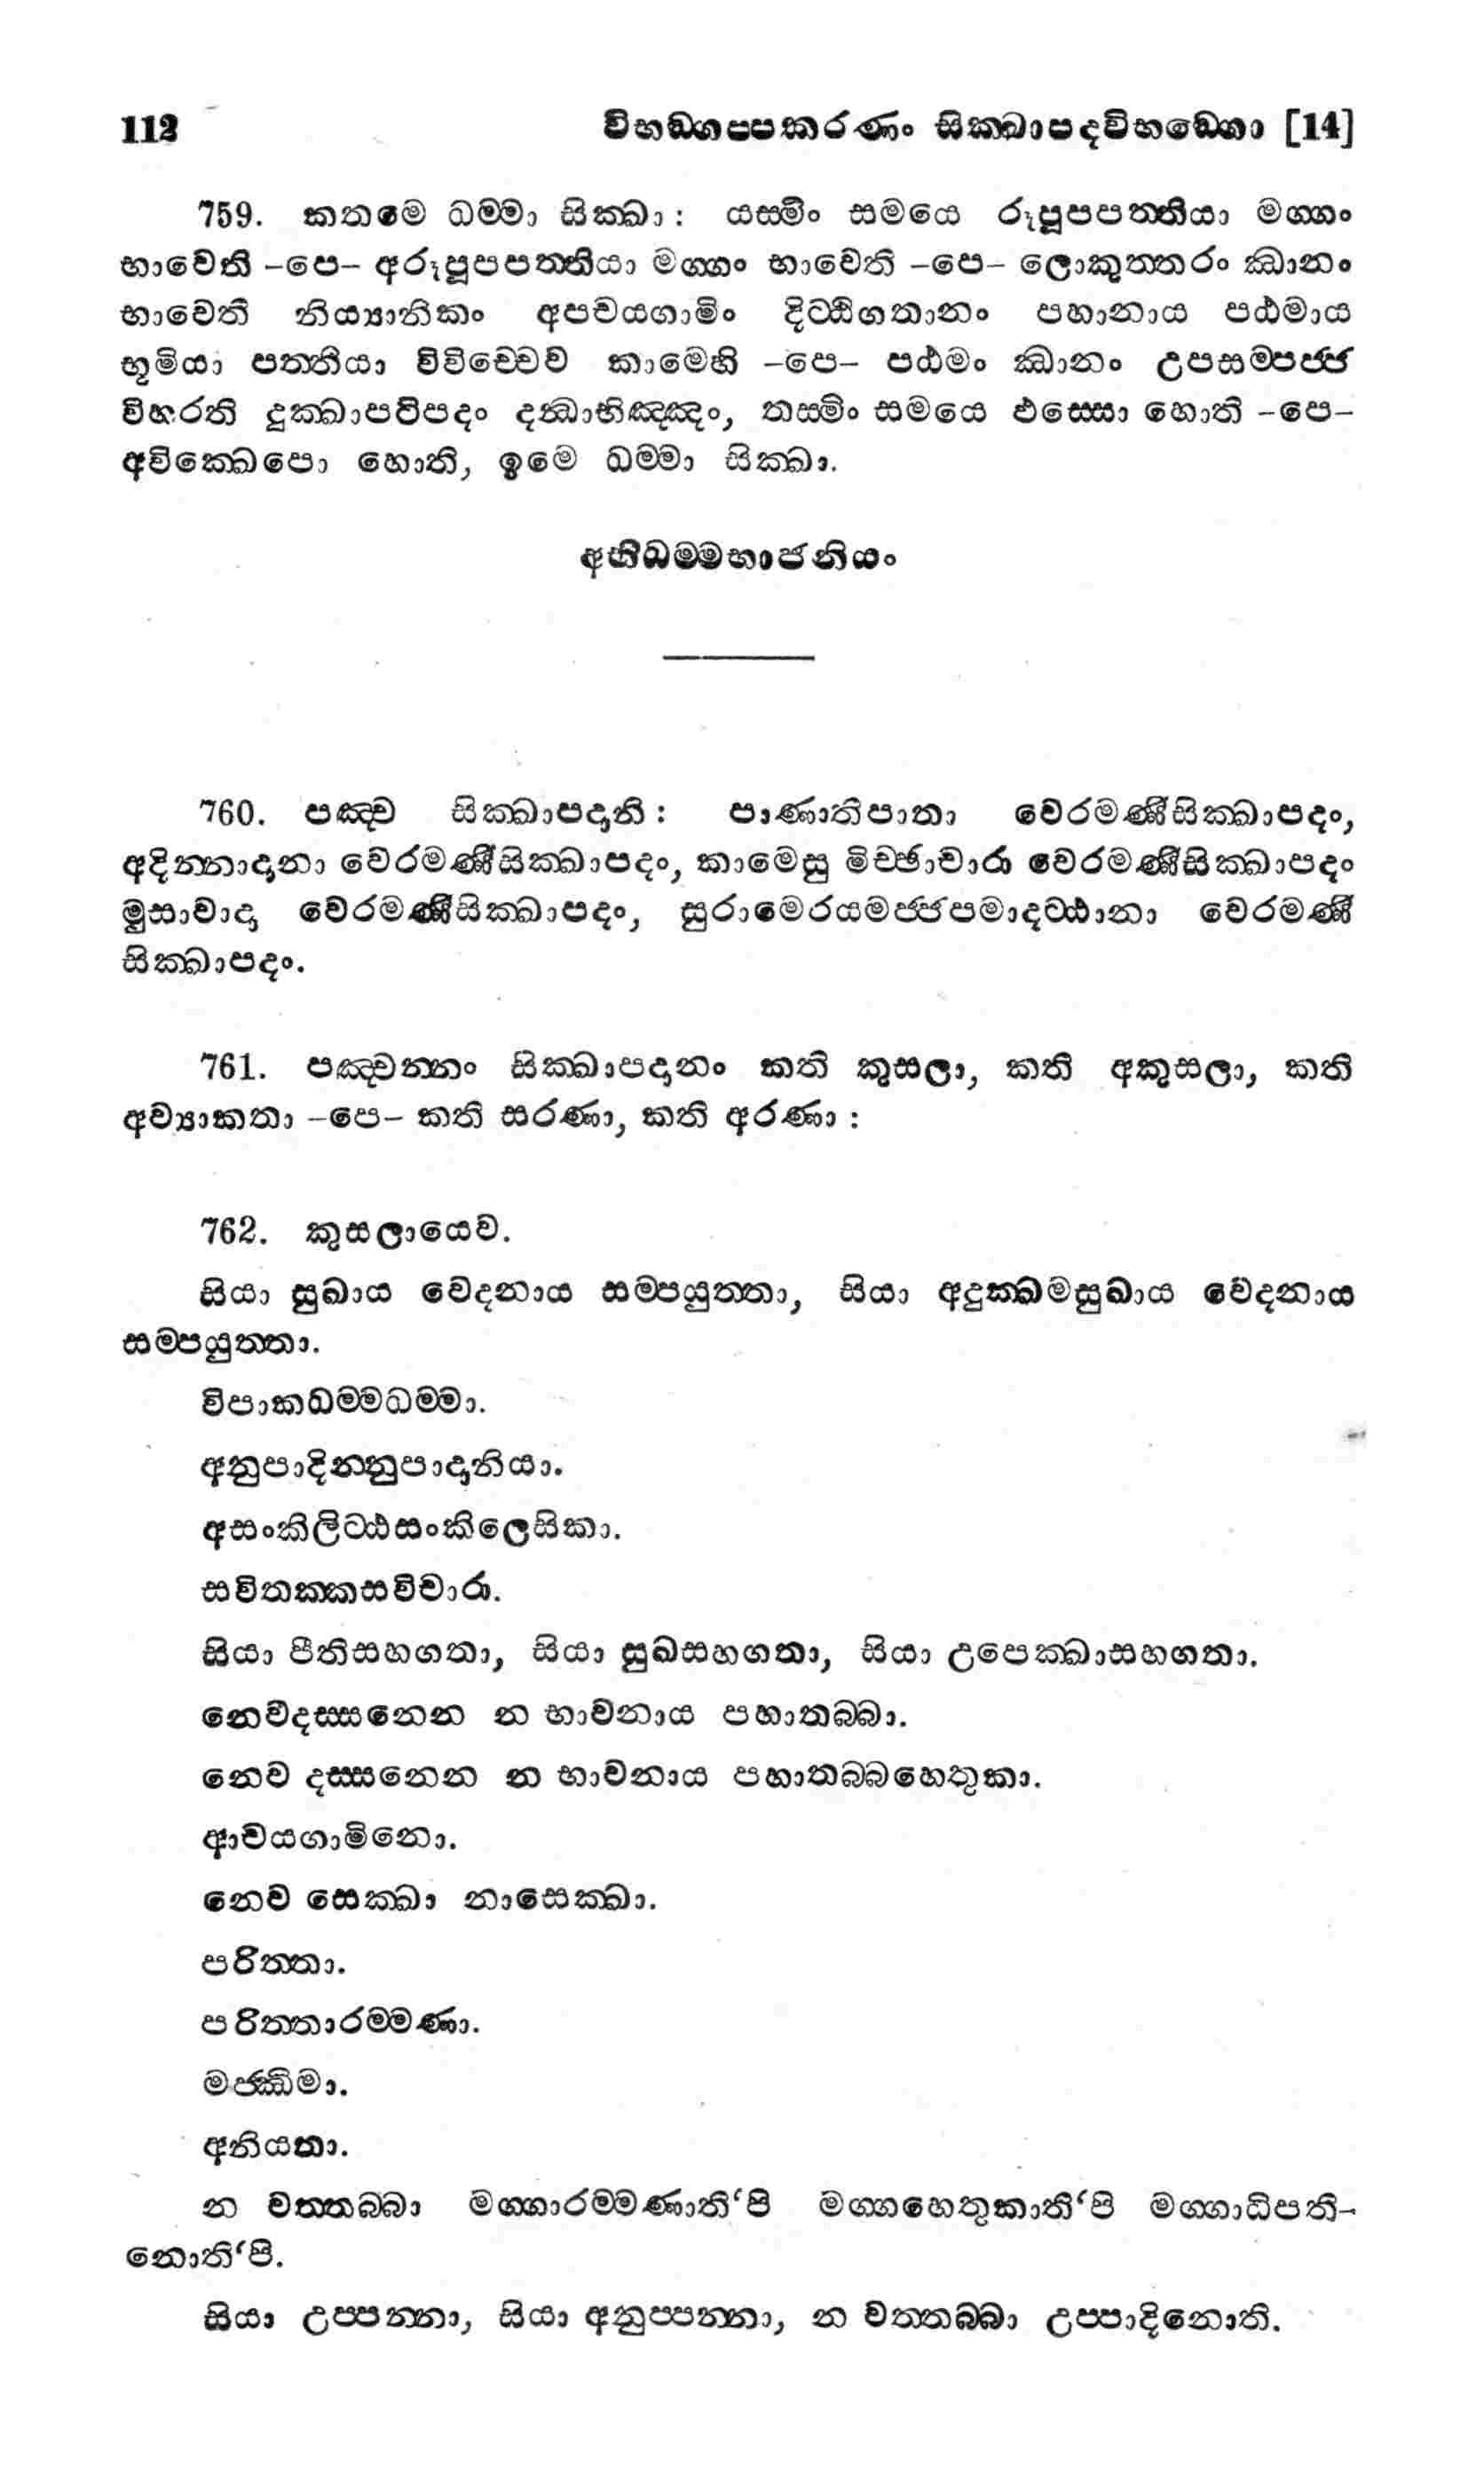 112 විභඞ්ගප්පකරණං සික්ඛාපදවිභඞ්ගො [14]
759. කතමෙ ධම්මා සික්ඛා : යස්මිං සමයෙ රූපූපපත්තියා මග්ගං
භාවෙති –පෙ– අරූපූපපත්තියා මග්ගං භාවෙති –පෙ– ලොකුත්තරං ඣානං
භාවෙති නිය්‍යානිකං අපචයගාමිං දිට්ඨිගතානං පහානාය පඨමාය
භූමියා පත්තියා විවිච්චෙව කාමෙහි –පෙ– පඨමං ඣානං උපසම්පජ්ජ
විහරති දුක්ඛාපටිපදං දන්ධාභිඤ්ඤං, තස්මිං සමයෙ ඵස්සො හොති –පෙ–
අවික්ඛෙපො හොති, ඉමෙ ධම්මා සික්ඛා.
අභිධම්මභාජනියං
760. පඤ්ච සික්ඛාපදානි : පාණාතිපාතා වෙරමණීසික්ඛාපදං,
අදින්නාදානා වෙරමණීසික්ඛාපදං, කාමෙසු මිච්ඡාචාරා වෙරමණීසික්ඛාපදං
මුසාවාදා වෙරමණීසික්ඛාපදං, සුරාමෙරයමජ්ජපමාදට්ඨානා වෙරමණී
සික්ඛාපදං.
761. පඤ්චන්නං සික්ඛාපදානං කති කුසලා, කති අකුසලා, කති
අව්‍යාකතා –පෙ– කති සරණා, කති අරණා :
762. කුසලායෙව.
සියා සුඛාය වෙදනාය සම්පයුත්තා, සියා අදුක්ඛමසුඛාය වෙදනාය
සම්පයුත්තා.
විපාකධම්මධම්මා.
අනුපාදින්නුපාදානියා.
අසංකිලිට්ඨසංකිලෙසිකා.
සවිතක්කසවිචාරා.
සියා පීතිසහගතා, සියා සුඛසහගතා, සියා උපෙක්ඛාසහගතා.
නෙවදස්සනෙන න භාවනාය පහාතබ්බා.
නෙව දස්සනෙන න භාවනාය පහාතබ්බහෙතුකා.
ආචයගාමිනො.
නෙව සෙක්ඛා නාසෙක්ඛා.
පරිත්තා.
පරිත්තාරම්මණා.
මජ්ඣිමා.
අනියතා.
න වත්තබ්බා මග්ගාරම්මණාති‘පි මග්ගහෙතුකාති‘පි මග්ගාධිපති–
නොති‘පි.
සියා උප්පන්නා, සියා අනුප්පන්නා, න වත්තබ්බා උප්පාදිනොති.